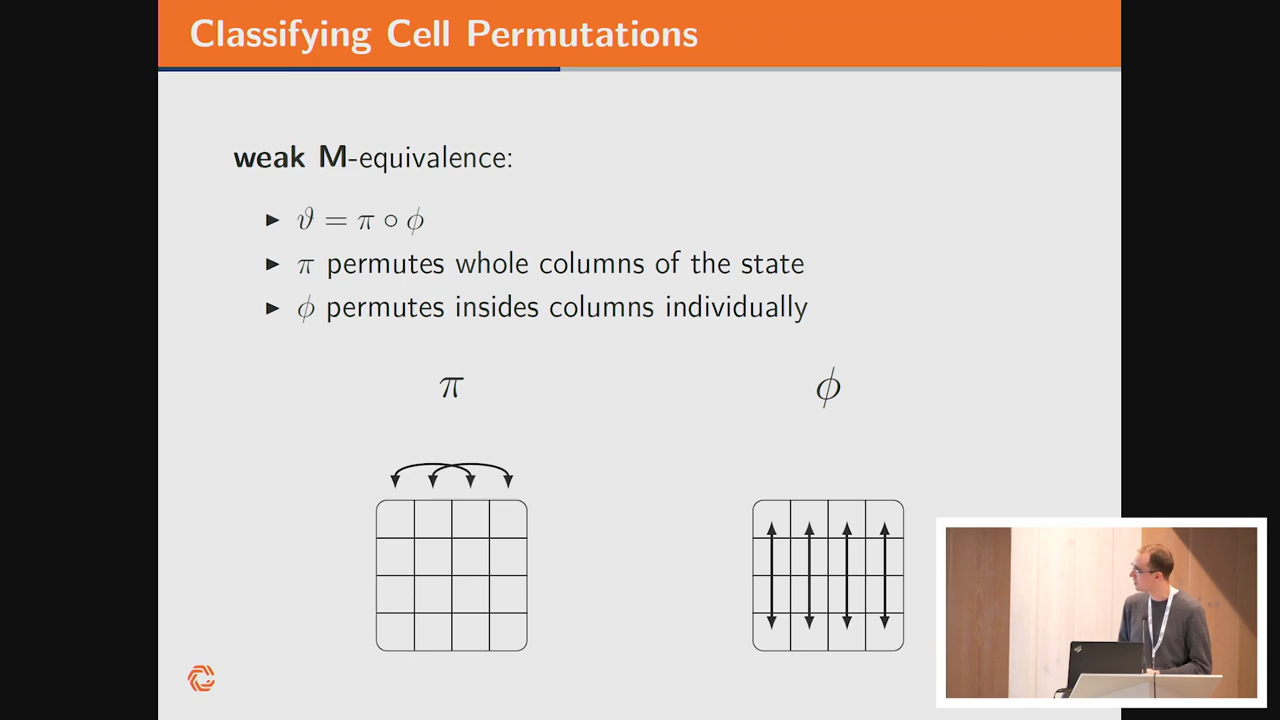 Classifying Cell Permutations
weak M-equivalence:
► ϑ = π ∘ ϕ
► π permutes whole columns of the state
► ϕ permutes insides columns individually
π ϕ